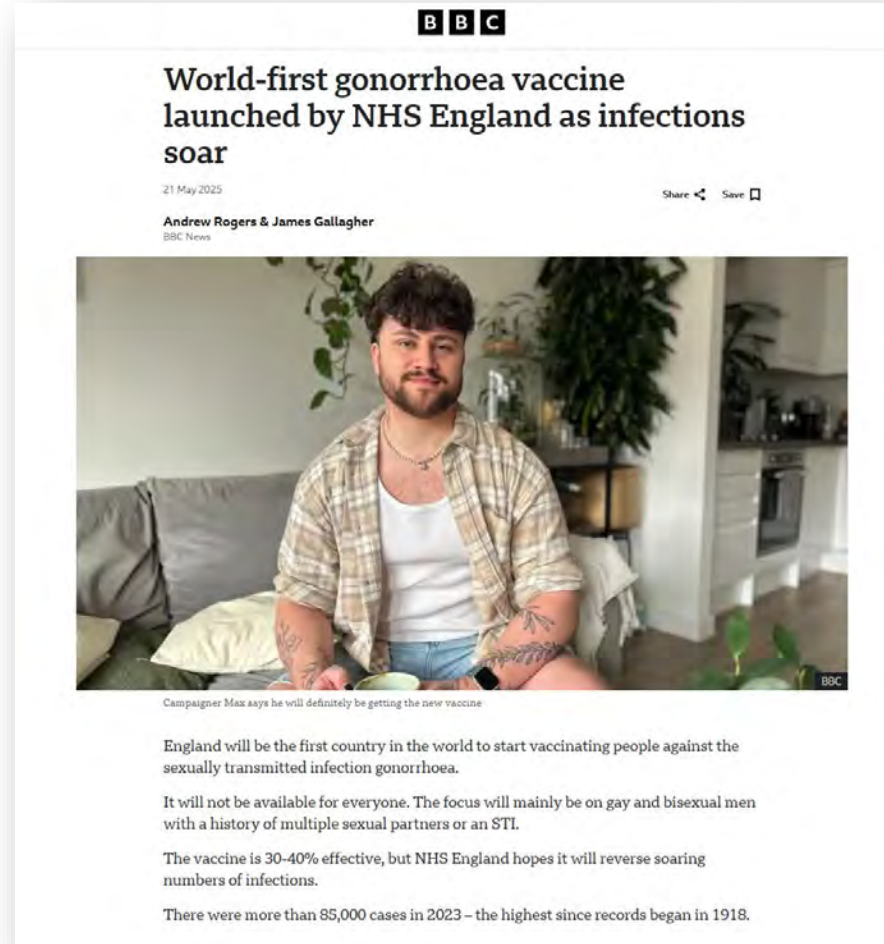 BBC
World-first gonorrhoea vaccine
launched by NHS England as infections
soar
21 May 2025
Share
Save
Andrew Rogers & James Gallagher
BBC News
BBC
Campaigner Max says he will definitely be getting the new vaccine
England will be the first country in the world to start vaccinating people against the
sexually transmitted infection gonorrhoea.
It will not be available for everyone. The focus will mainly be on gay and bisexual men
with a history of multiple sexual partners or an STI.
The vaccine is 30-40% effective, but NHS England hopes it will reverse soaring
numbers of infections.
There were more than 85,000 cases in 2023 – the highest since records began in 1918.